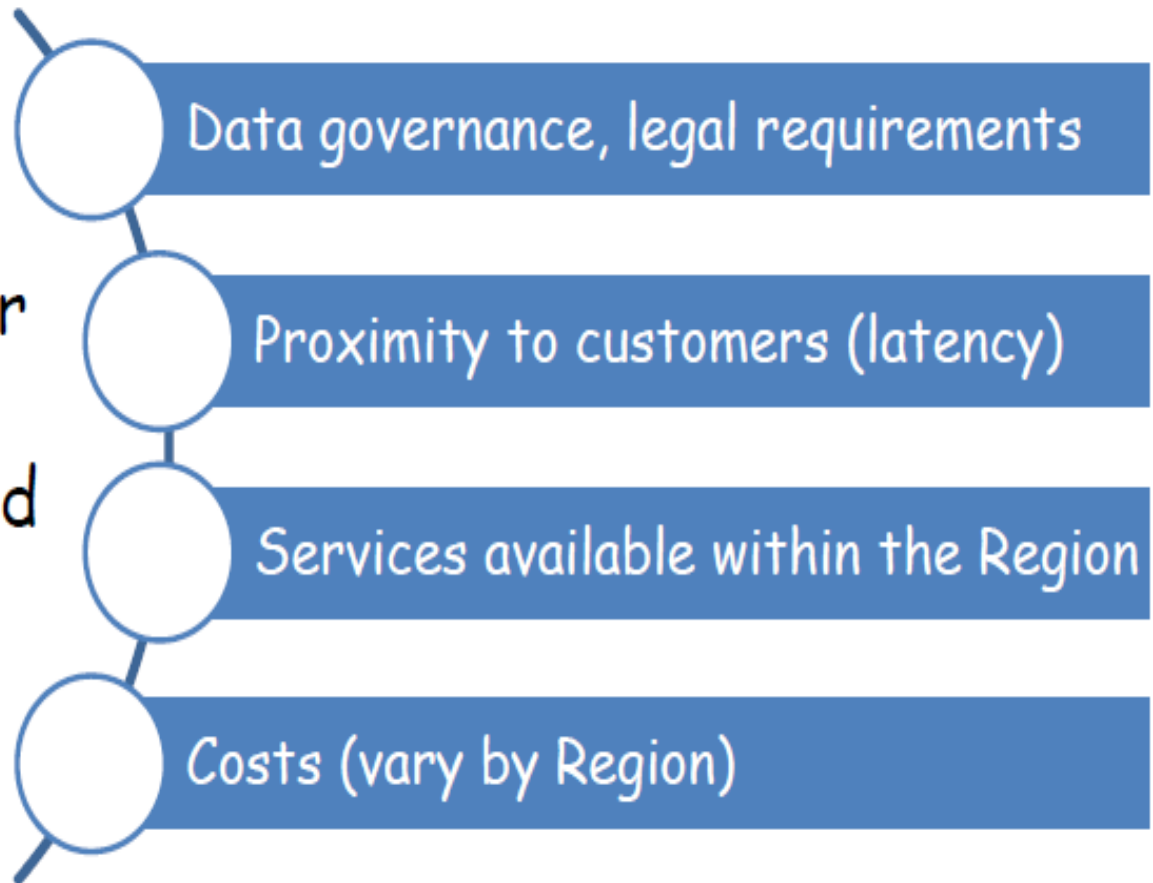 Data governance, legal requirements
r
Proximity to customers (latency)
d
Services available within the Region
Costs (vary by Region)